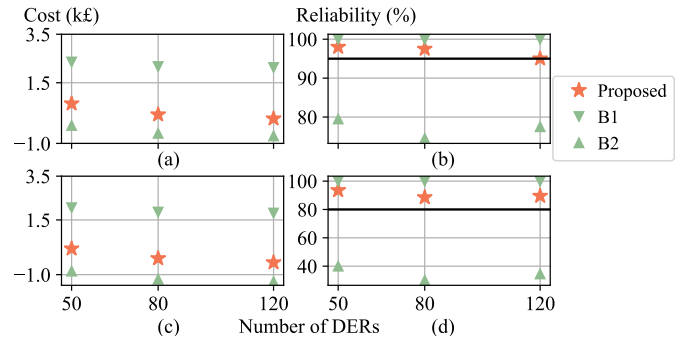 Cost (k£)
Reliability (%)
3.5
1.5
−1.0
100
80
(a)
(b)
Proposed
B1
B2
3.5
1.5
−1.0
100
80
60
40
50
80
120
50
80
120
(c)
Number of DERs
(d)